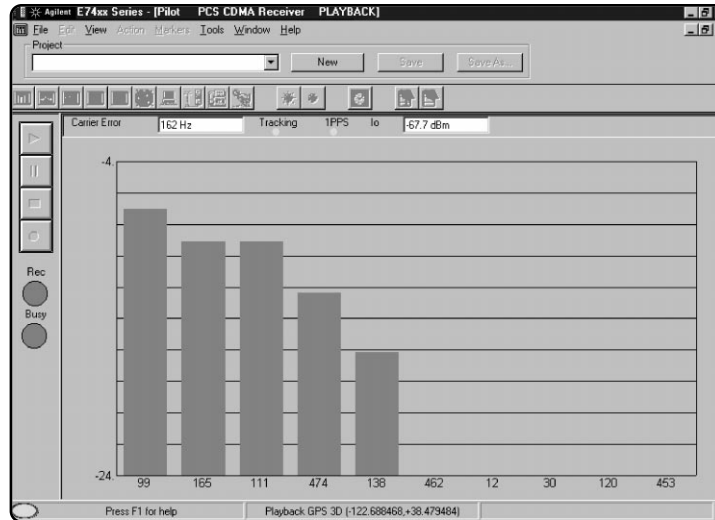 Agilent E74xx Series - [Pilot PCS CDMA Receiver PLAYBACK]
File Edit View Action Markers Tools Window Help
Project
New Save Save As...
Carrier Error 162 Hz Tracking 1PPS Io -67.7 dBm
-4.
Rec
Busy
-24.
99 165 111 474 138 462 12 30 120 453
Press F1 for help Playback GPS 3D (-122.688468,+38.479484)